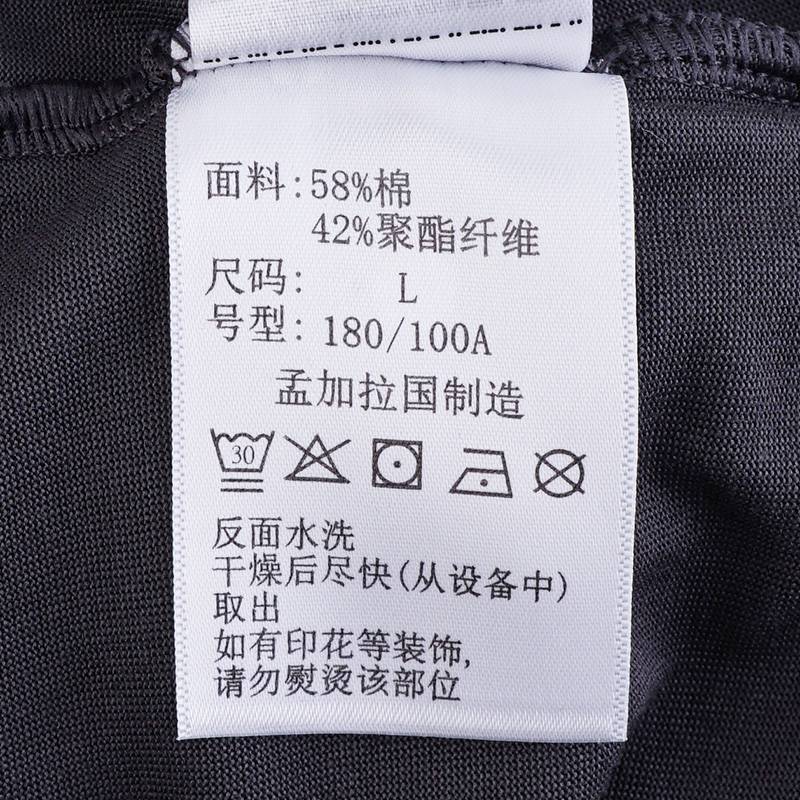 面料:58%棉
42%聚酯纤维
尺码: L
号型: 180/100A
孟加拉国制造
30
反面水洗
干燥后尽快(从设备中)
取出
如有印花等装饰,
请勿熨烫该部位